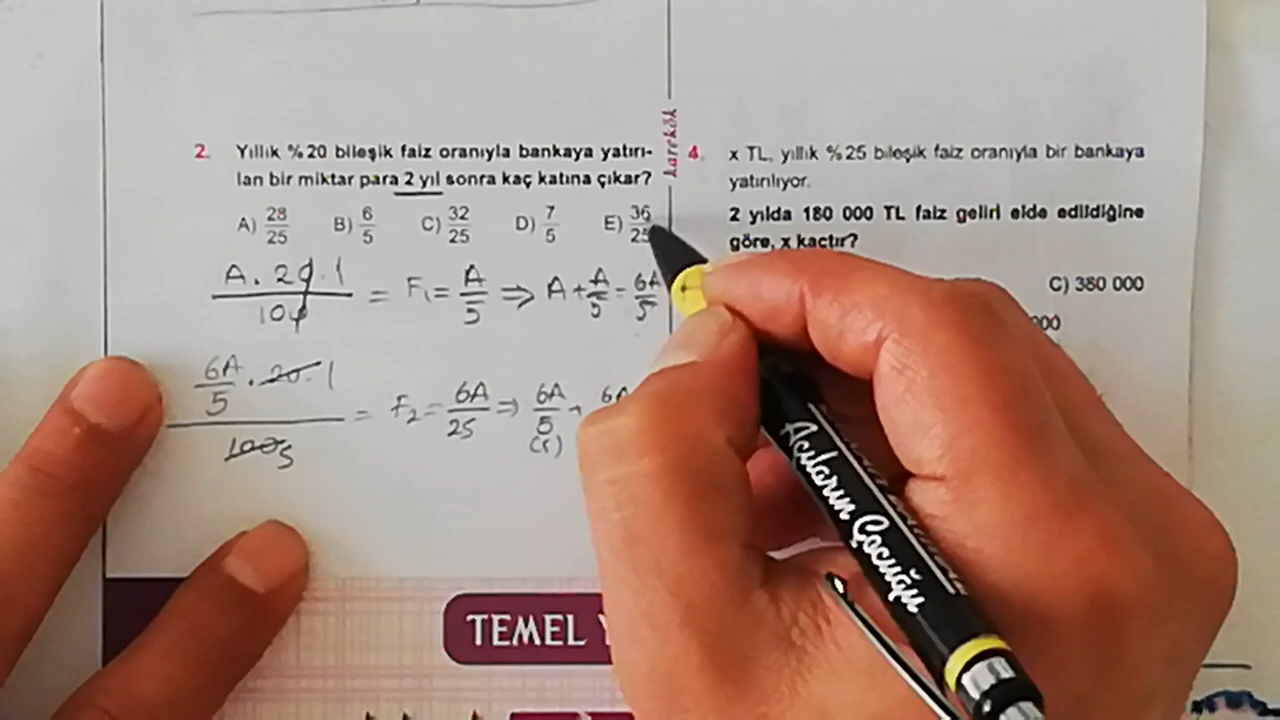 2. Yıllık %20 bileşik faiz oranıyla bankaya yatırı-
lan bir miktar para 2 yıl sonra kaç katına çıkar?
A) 28/25 B) 6/5 C) 32/25 D) 7/5 E) 36/25
A . 20 . 1 / 100 = F₁ = A/5 ⇒ A + A/5 = 6A/5
6A/5 . 20 . 1 / 100 5 = F₂ = 6A/25 ⇒ 6A/5 + 6A
(5)
karekök
4. x TL, yıllık %25 bileşik faiz oranıyla bir bankaya
yatırılıyor.
2 yılda 180 000 TL faiz geliri elde edildiğine
göre, x kaçtır?
C) 380 000
TEMEL
Acıların Çocuğu